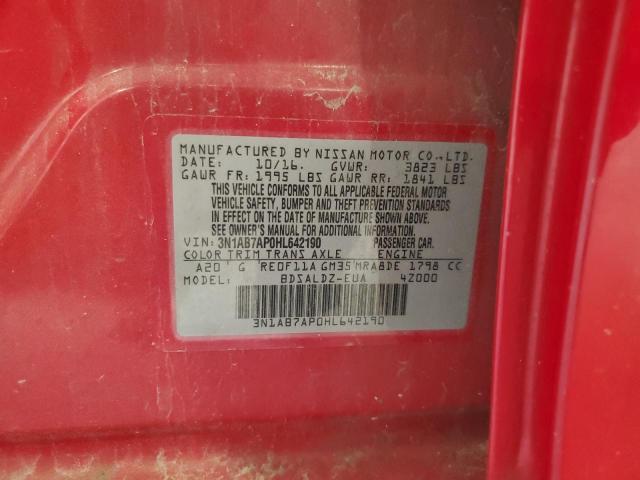 MANUFACTURED BY NISSAN MOTOR CO.,LTD.
DATE: 10/16. GVWR: 3823 LBS
GAWR FR: 1995 LBS GAWR RR: 1841 LBS
THIS VEHICLE CONFORMS TO ALL APPLICABLE FEDERAL MOTOR
VEHICLE SAFETY, BUMPER AND THEFT PREVENTION STANDARDS
IN EFFECT ON THE DATE OF MANUFACTURE SHOWN ABOVE.
SEE OWNER'S MANUAL FOR ADDITIONAL INFORMATION.
VIN: 3N1AB7AP0HL642190 PASSENGER CAR.
COLOR TRIM TRANS AXLE ENGINE
A20 G RE0F11A GM35 MRA8DE 1798 CC
MODEL: BDSALDZ-EUA 4Z000
3N1AB7AP0HL642190